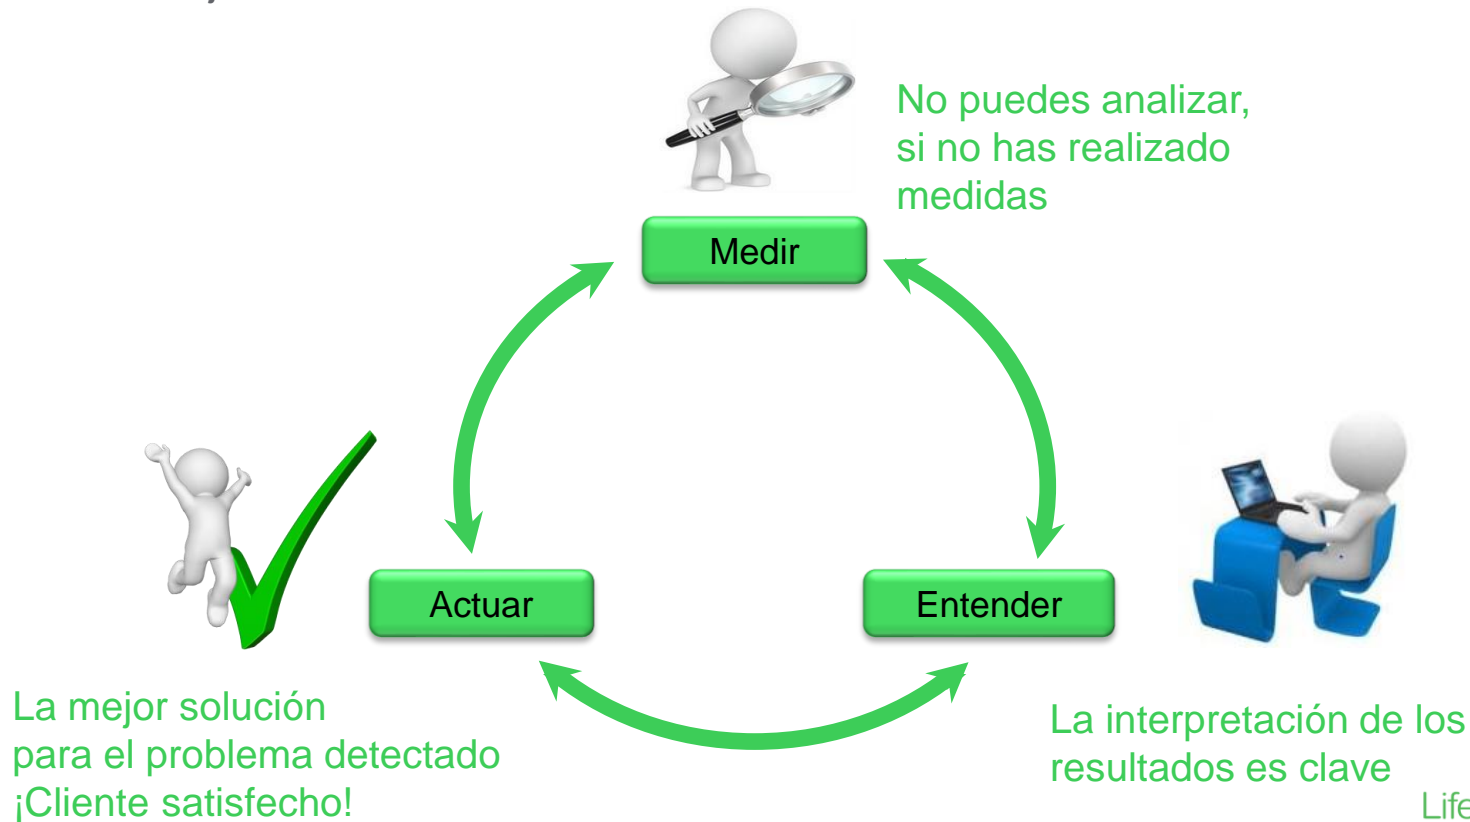 No puedes analizar,
si no has realizado
medidas
Medir
Actuar
Entender
La mejor solución
para el problema detectado
¡Cliente satisfecho!
La interpretación de los
resultados es clave
Life